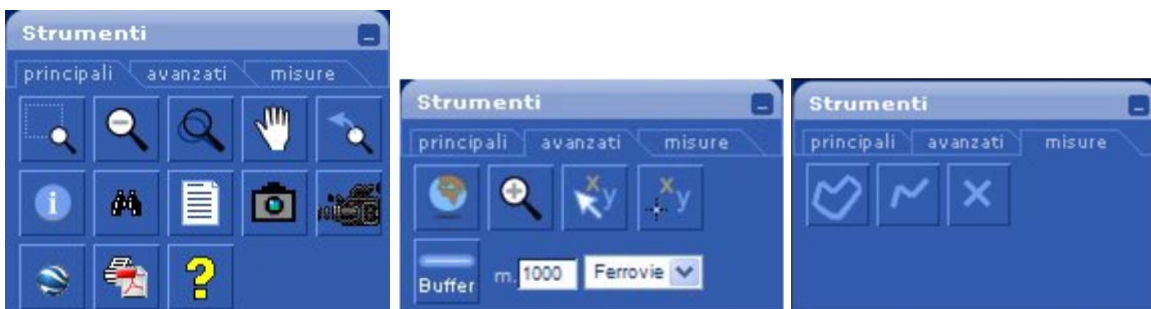 Strumenti
principali avanzati misure
i
?
Strumenti
principali avanzati misure
x y
x y
Buffer m. 1000 Ferrovie
Strumenti
principali avanzati misure